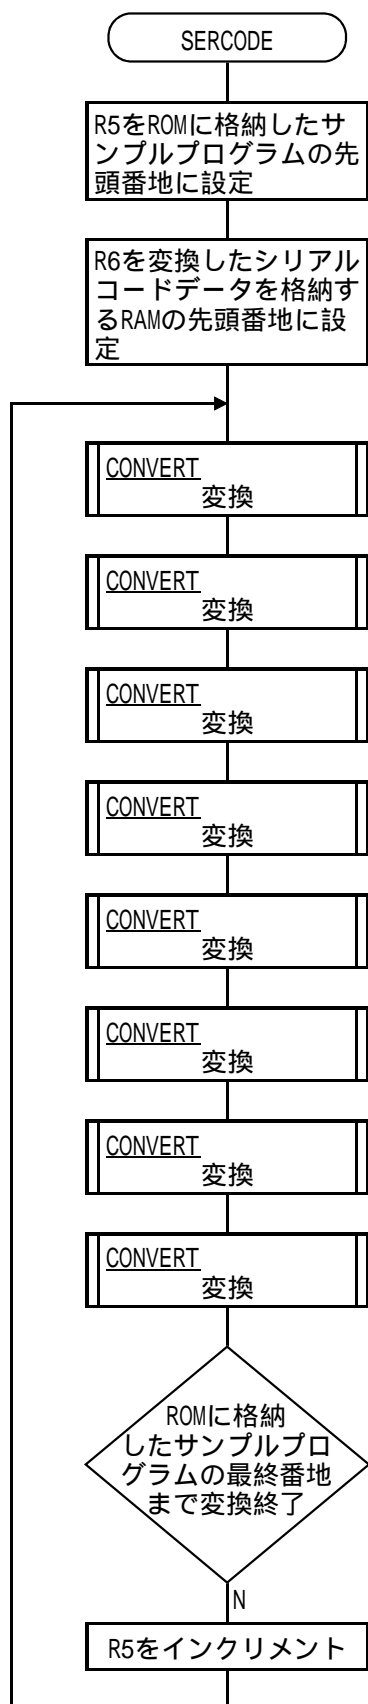 SERCODE
R5をROMに格納したサ
ンプルプログラムの先
頭番地に設定
R6を変換したシリアル
コードデータを格納す
るRAMの先頭番地に設
定
CONVERT
変換
CONVERT
変換
CONVERT
変換
CONVERT
変換
CONVERT
変換
CONVERT
変換
CONVERT
変換
CONVERT
変換
ROMに格納
したサンプルプロ
グラムの最終番地
まで変換終了
N
R5をインクリメント